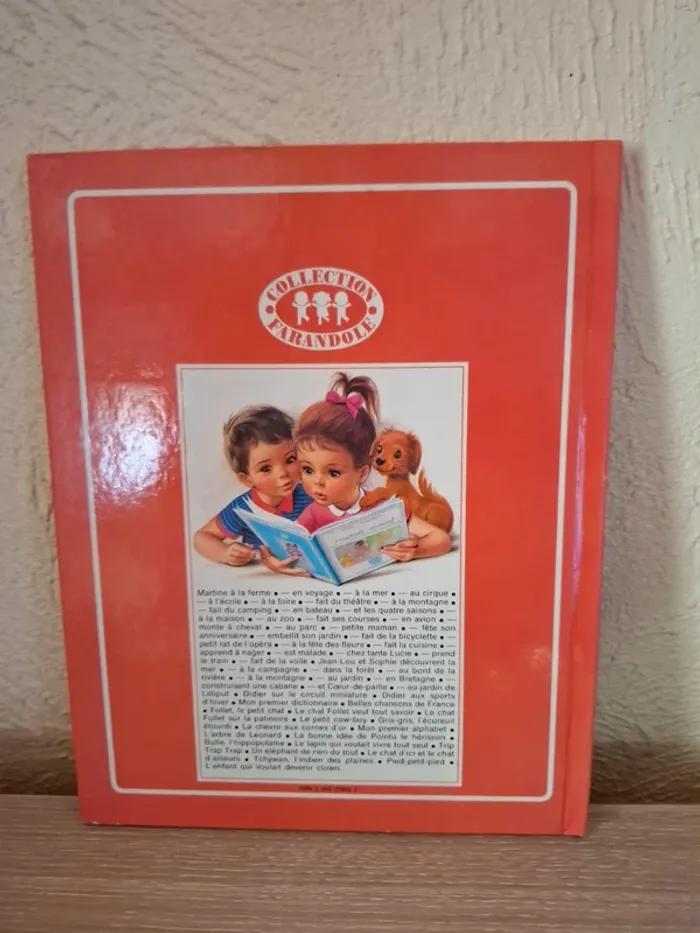 COLLECTION
FARANDOLE
Martine à la ferme • — en voyage • — à la mer • — au cirque •
— à l'école • — à la foire • — fait du théâtre • — à la montagne •
— fait du camping • — en bateau • — et les quatre saisons • —
à la maison • — au zoo • — fait ses courses • — en avion • —
monte à cheval • — au parc • — petite maman • — fête son
anniversaire • — embellit son jardin • — fait de la bicyclette • —
petit rat de l'opéra • — à la fête des fleurs • — fait la cuisine • —
apprend à nager • — est malade • — chez tante Lucie • — prend
le train • — fait de la voile • Jean-Lou et Sophie découvrent la
mer • — à la campagne • — dans la forêt • — au bord de la
rivière • — à la montagne • — au jardin • — en Bretagne • —
construisent une cabane • — et Cœur-de-paille • — au jardin de
Lilliput • Didier sur le circuit miniature • Didier aux sports
d'hiver • Mon premier dictionnaire • Belles chansons de France
• Follet, le petit chat • Le chat Follet veut tout savoir • Le chat
Follet sur la patinoire • Le petit cow-boy • Gris-gris, l'écureuil
étourdi • La chèvre aux cornes d'or • Mon premier alphabet •
L'arbre de Léonard • La bonne idée de Pointu le hérisson •
Bulle, l'hippopotame • Le lapin qui voulait vivre tout seul • Trip
Trap Trap • Un éléphant de rien du tout • Le chat d'ici et le chat
d'ailleurs • Tchywan, l'indien des plaines • Pied-petit-pied •
L'enfant qui voulait devenir clown.